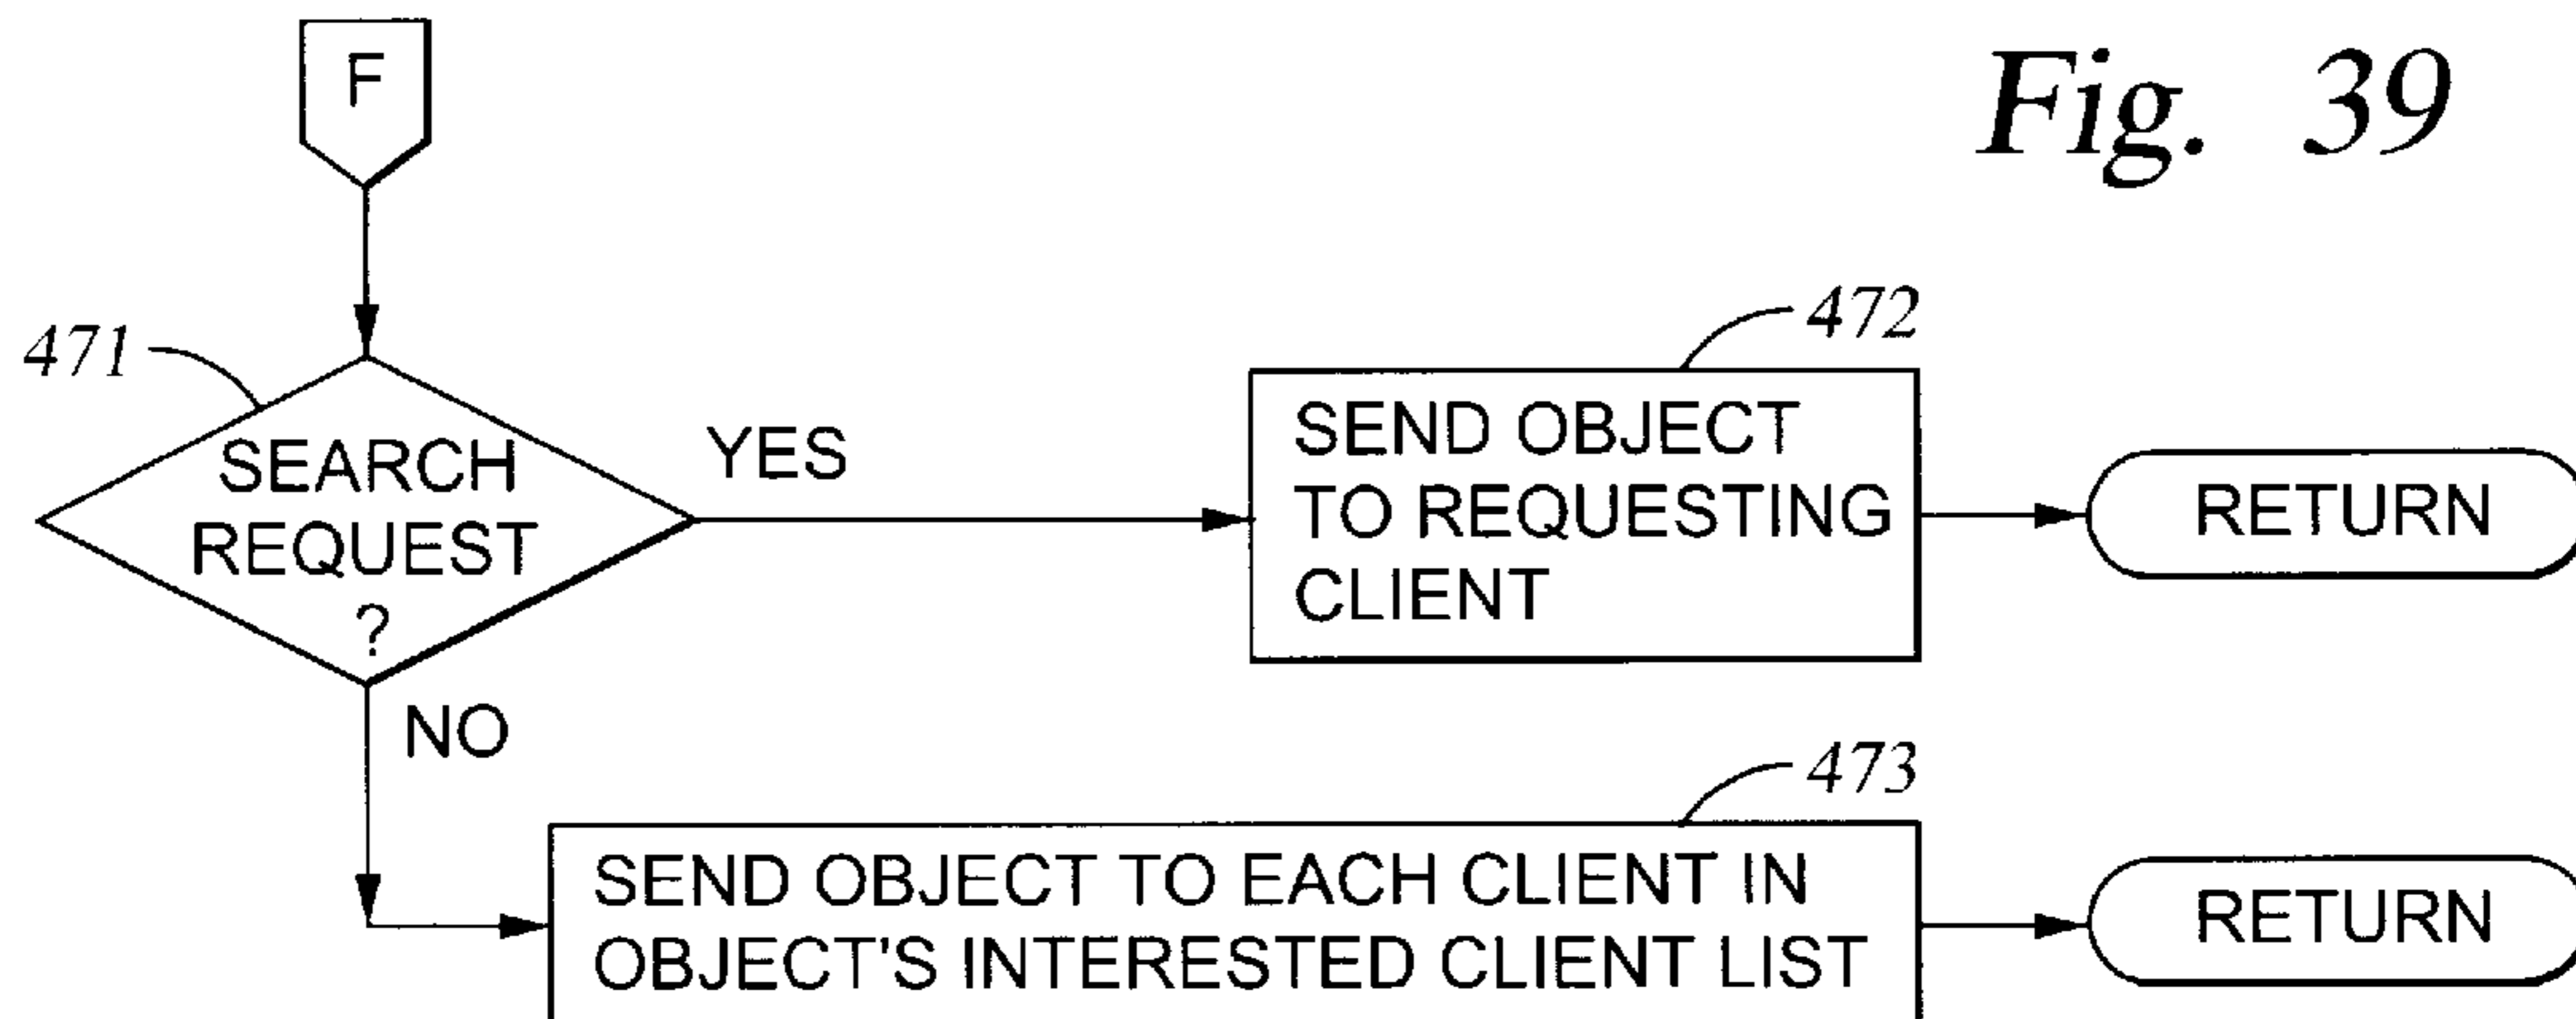 F
Fig. 39
471
SEARCH
REQUEST
?
YES
NO
472
SEND OBJECT
TO REQUESTING
CLIENT
RETURN
473
SEND OBJECT TO EACH CLIENT IN
OBJECT'S INTERESTED CLIENT LIST
RETURN